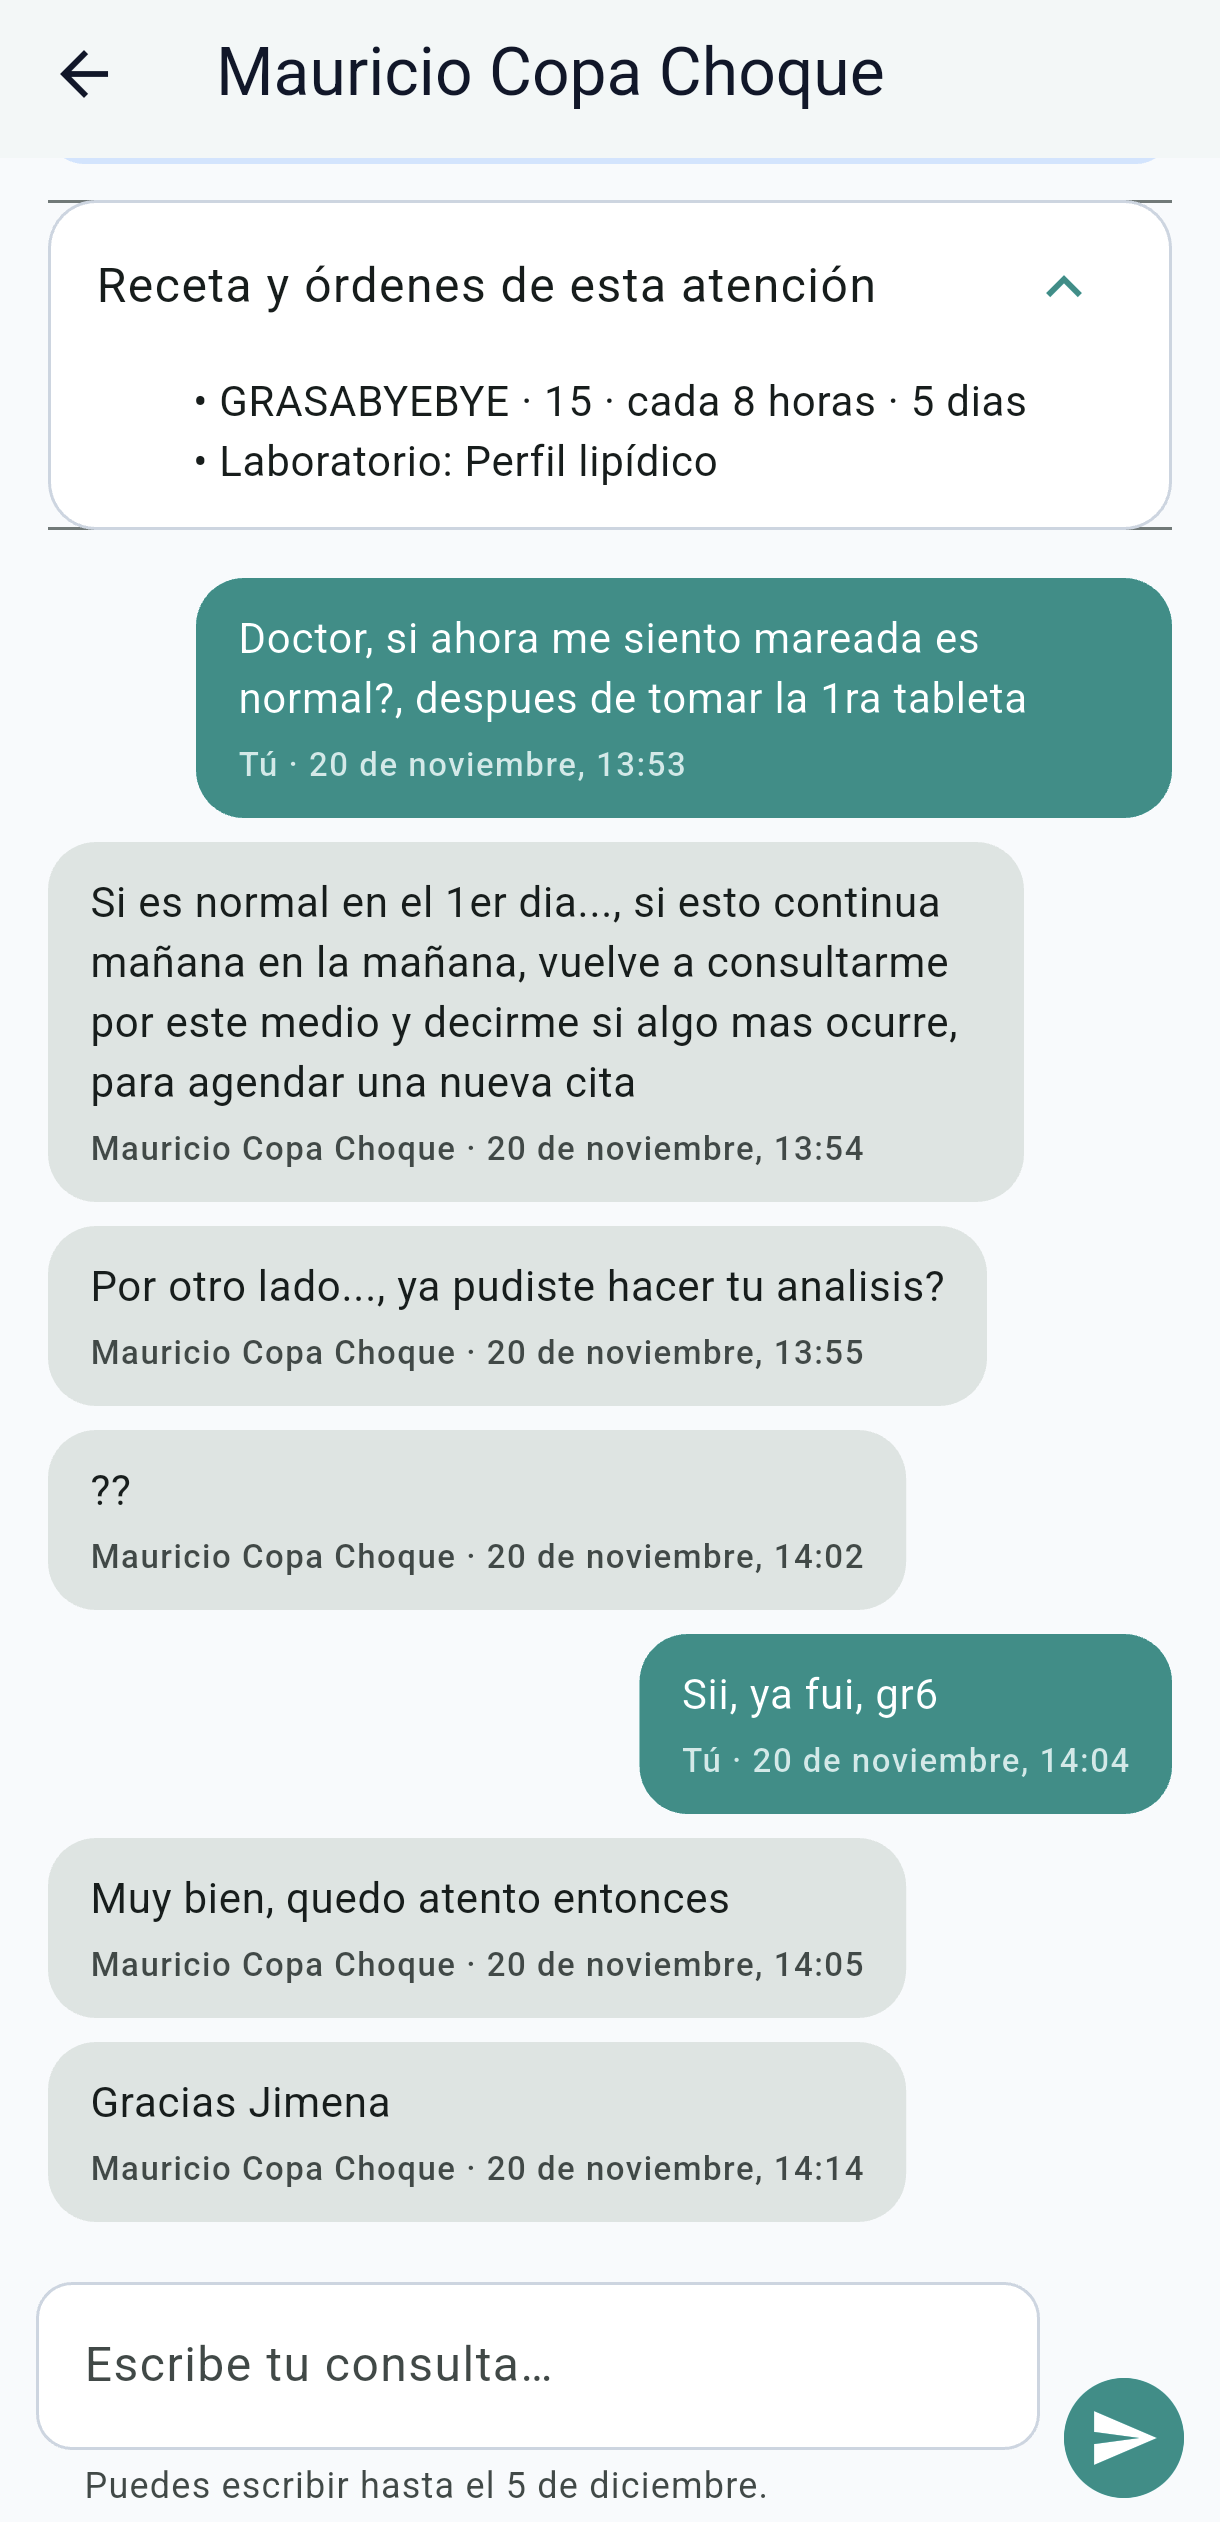 Mauricio Copa Choque
Receta y órdenes de esta atención
• GRASABYEBYE · 15 · cada 8 horas · 5 dias
• Laboratorio: Perfil lipídico
Doctor, si ahora me siento mareada es
normal?, despues de tomar la 1ra tableta
Tú · 20 de noviembre, 13:53
Si es normal en el 1er dia..., si esto continua
mañana en la mañana, vuelve a consultarme
por este medio y decirme si algo mas ocurre,
para agendar una nueva cita
Mauricio Copa Choque · 20 de noviembre, 13:54
Por otro lado..., ya pudiste hacer tu analisis?
Mauricio Copa Choque · 20 de noviembre, 13:55
??
Mauricio Copa Choque · 20 de noviembre, 14:02
Sii, ya fui, gr6
Tú · 20 de noviembre, 14:04
Muy bien, quedo atento entonces
Mauricio Copa Choque · 20 de noviembre, 14:05
Gracias Jimena
Mauricio Copa Choque · 20 de noviembre, 14:14
Escribe tu consulta…
Puedes escribir hasta el 5 de diciembre.